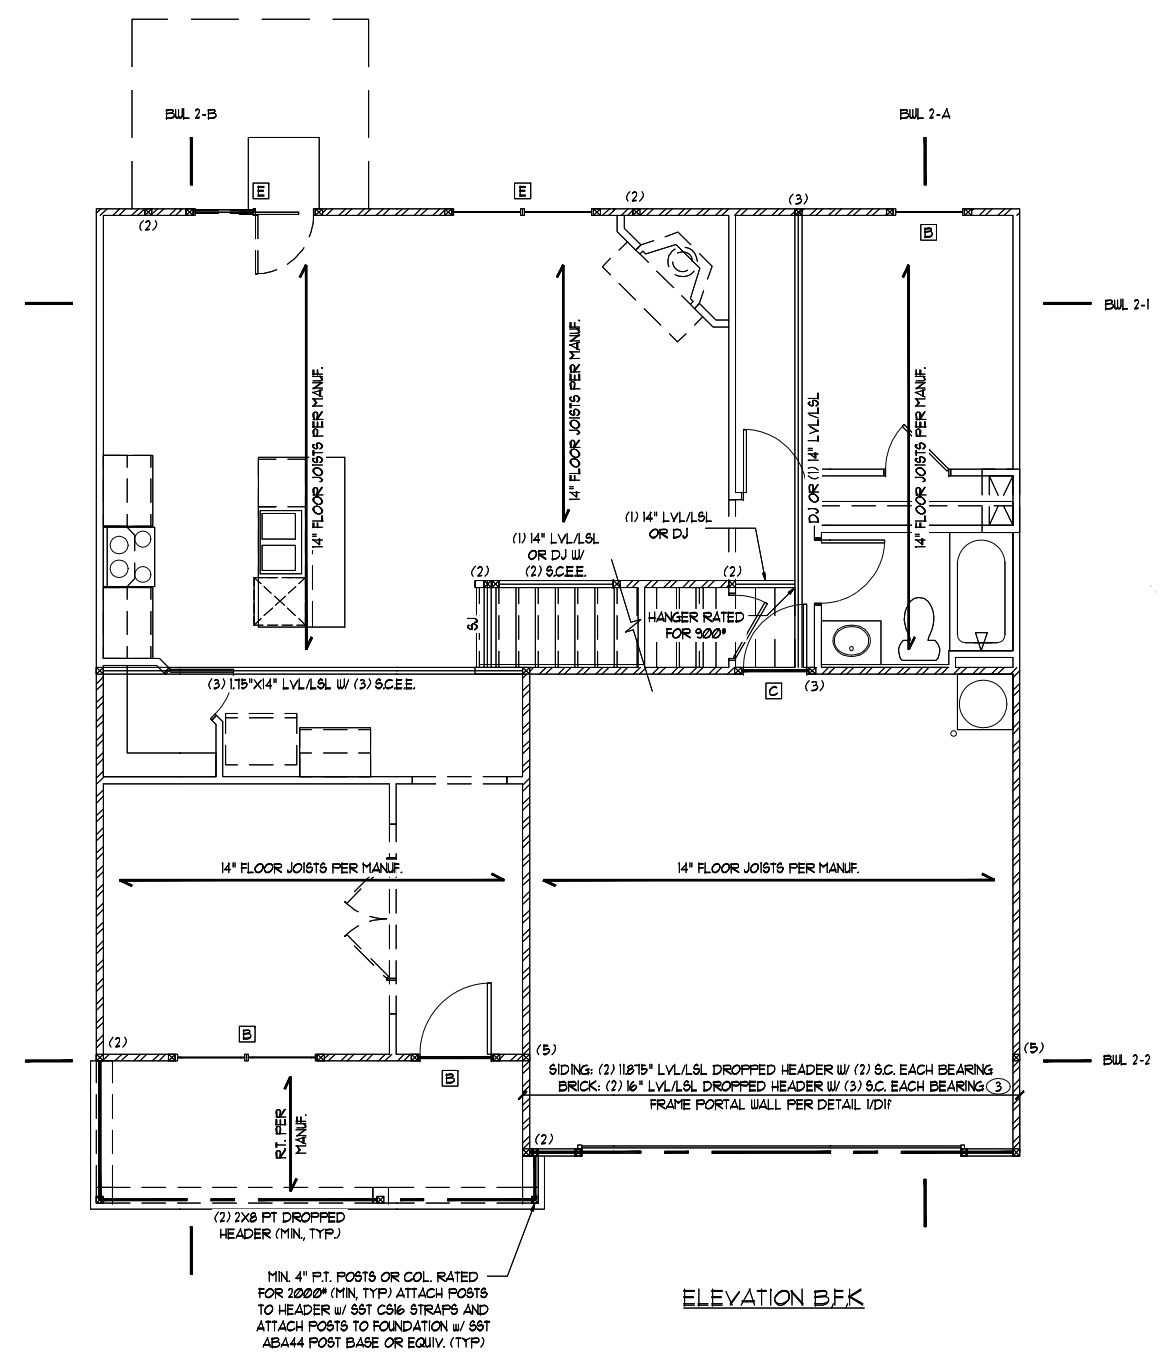 BWL 2-B
BWL 2-A
E
E
(2)
(3)
(2)
B
BWL 2-1
14" FLOOR JOISTS PER MANUF.
14" FLOOR JOISTS PER MANUF.
DJ OR (1) 14" LVL/LSL
14" FLOOR JOISTS PER MANUF.
(1) 14" LVL/LSL
OR DJ
(1) 14" LVL/LSL
OR DJ W/
(2) S.C.E.E.
(2)
(2)
SJ
HANGER RATED
FOR 900#
(3) 1.75"X14" LVL/LSL W/ (3) S.C.E.E.
C
(3)
14" FLOOR JOISTS PER MANUF.
14" FLOOR JOISTS PER MANUF.
(2)
B
B
(5)
(5)
BWL 2-2
SIDING: (2) 11.875" LVL/LSL DROPPED HEADER W/ (2) S.C. EACH BEARING
BRICK: (2) 16" LVL/LSL DROPPED HEADER W/ (3) S.C. EACH BEARING
3
FRAME PORTAL WALL PER DETAIL 1/D1f
R.T. PER
MANUF.
(2)
(2) 2X8 PT DROPPED
HEADER (MIN., TYP.)
MIN. 4" P.T. POSTS OR COL. RATED
FOR 2000# (MIN, TYP) ATTACH POSTS
TO HEADER W/ SST CS16 STRAPS AND
ATTACH POSTS TO FOUNDATION W/ SST
ABA44 POST BASE OR EQUIV. (TYP)
ELEVATION B,F,K